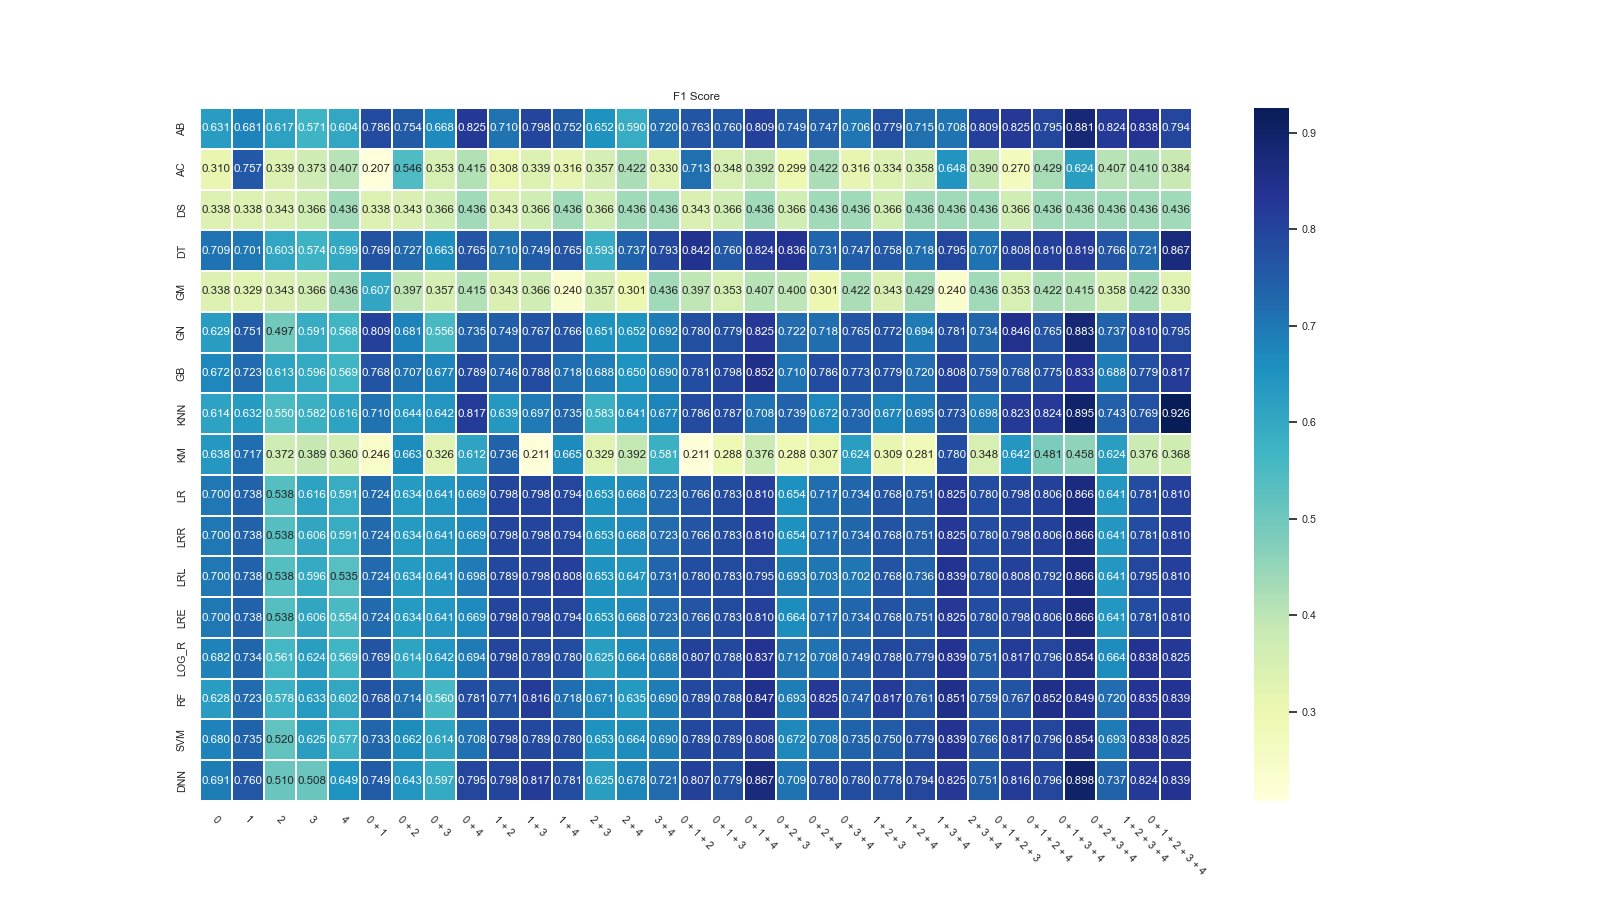 F1 Score
AB 0.631 0.681 0.617 0.571 0.604 0.786 0.754 0.668 0.825 0.710 0.798 0.752 0.652 0.590 0.720 0.763 0.760 0.809 0.749 0.747 0.706 0.779 0.715 0.708 0.809 0.825 0.795 0.881 0.824 0.838 0.794
AC 0.310 0.757 0.339 0.373 0.407 0.207 0.546 0.353 0.415 0.308 0.339 0.316 0.357 0.422 0.330 0.713 0.348 0.392 0.299 0.422 0.316 0.334 0.358 0.648 0.390 0.270 0.429 0.624 0.407 0.410 0.384
DS 0.338 0.338 0.343 0.366 0.436 0.338 0.343 0.366 0.436 0.343 0.366 0.436 0.366 0.436 0.436 0.343 0.366 0.436 0.366 0.436 0.436 0.366 0.436 0.436 0.436 0.366 0.436 0.436 0.436 0.436 0.436
DT 0.709 0.701 0.603 0.574 0.599 0.769 0.727 0.663 0.765 0.710 0.749 0.765 0.593 0.737 0.793 0.842 0.760 0.824 0.836 0.731 0.747 0.758 0.718 0.795 0.707 0.808 0.810 0.819 0.766 0.721 0.867
GM 0.338 0.329 0.343 0.366 0.436 0.607 0.397 0.357 0.415 0.343 0.366 0.240 0.357 0.301 0.436 0.397 0.353 0.407 0.400 0.301 0.422 0.343 0.429 0.240 0.436 0.353 0.422 0.415 0.358 0.422 0.330
GN 0.629 0.751 0.497 0.591 0.568 0.809 0.681 0.556 0.735 0.749 0.767 0.766 0.651 0.652 0.692 0.780 0.779 0.825 0.722 0.718 0.765 0.772 0.694 0.781 0.734 0.846 0.765 0.883 0.737 0.810 0.795
GB 0.672 0.723 0.613 0.596 0.569 0.768 0.707 0.677 0.789 0.746 0.788 0.718 0.688 0.650 0.690 0.781 0.798 0.852 0.710 0.786 0.773 0.779 0.720 0.808 0.759 0.768 0.775 0.833 0.688 0.779 0.817
KNN 0.614 0.632 0.550 0.582 0.616 0.710 0.644 0.642 0.817 0.639 0.697 0.735 0.583 0.641 0.677 0.786 0.787 0.708 0.739 0.672 0.730 0.677 0.695 0.773 0.698 0.823 0.824 0.895 0.743 0.769 0.926
KM 0.638 0.717 0.372 0.389 0.360 0.246 0.663 0.326 0.612 0.736 0.211 0.665 0.329 0.392 0.581 0.211 0.288 0.376 0.288 0.307 0.624 0.309 0.281 0.780 0.348 0.642 0.481 0.458 0.624 0.376 0.368
LR 0.700 0.738 0.538 0.616 0.591 0.724 0.634 0.641 0.669 0.798 0.798 0.794 0.653 0.668 0.723 0.766 0.783 0.810 0.654 0.717 0.734 0.768 0.751 0.825 0.780 0.798 0.806 0.866 0.641 0.781 0.810
LRR 0.700 0.738 0.538 0.606 0.591 0.724 0.634 0.641 0.669 0.798 0.798 0.794 0.653 0.668 0.723 0.766 0.783 0.810 0.654 0.717 0.734 0.768 0.751 0.825 0.780 0.798 0.806 0.866 0.641 0.781 0.810
LRL 0.700 0.738 0.538 0.596 0.535 0.724 0.634 0.641 0.698 0.789 0.798 0.808 0.653 0.647 0.731 0.780 0.783 0.795 0.693 0.703 0.702 0.768 0.736 0.839 0.780 0.808 0.792 0.866 0.641 0.795 0.810
LRE 0.700 0.738 0.538 0.606 0.554 0.724 0.634 0.641 0.669 0.798 0.798 0.794 0.653 0.668 0.723 0.766 0.783 0.810 0.664 0.717 0.734 0.768 0.751 0.825 0.780 0.798 0.806 0.866 0.641 0.781 0.810
LOG_R 0.682 0.734 0.561 0.624 0.569 0.769 0.614 0.642 0.694 0.798 0.789 0.780 0.625 0.664 0.688 0.807 0.788 0.837 0.712 0.708 0.749 0.788 0.779 0.839 0.751 0.817 0.796 0.854 0.664 0.838 0.825
RF 0.628 0.723 0.578 0.633 0.602 0.768 0.714 0.560 0.781 0.771 0.816 0.718 0.671 0.635 0.690 0.789 0.788 0.847 0.693 0.825 0.747 0.817 0.761 0.851 0.759 0.767 0.852 0.849 0.720 0.835 0.839
SVM 0.680 0.735 0.520 0.625 0.577 0.733 0.662 0.614 0.708 0.798 0.789 0.780 0.653 0.664 0.690 0.789 0.789 0.808 0.672 0.708 0.735 0.750 0.779 0.839 0.766 0.817 0.796 0.854 0.693 0.838 0.825
DNN 0.691 0.760 0.510 0.508 0.649 0.749 0.643 0.597 0.795 0.798 0.817 0.781 0.625 0.678 0.721 0.807 0.779 0.867 0.709 0.780 0.780 0.778 0.794 0.825 0.751 0.816 0.796 0.898 0.737 0.824 0.839
0
1
2
3
4
0 + 1
0 + 2
0 + 3
0 + 4
1 + 2
1 + 3
1 + 4
2 + 3
2 + 4
3 + 4
0 + 1 + 2
0 + 1 + 3
0 + 1 + 4
0 + 2 + 3
0 + 2 + 4
0 + 3 + 4
1 + 2 + 3
1 + 2 + 4
1 + 3 + 4
2 + 3 + 4
0 + 1 + 2 + 3
0 + 1 + 2 + 4
0 + 1 + 3 + 4
0 + 2 + 3 + 4
1 + 2 + 3 + 4
0 + 1 + 2 + 3 + 4
0.9
0.8
0.7
0.6
0.5
0.4
0.3